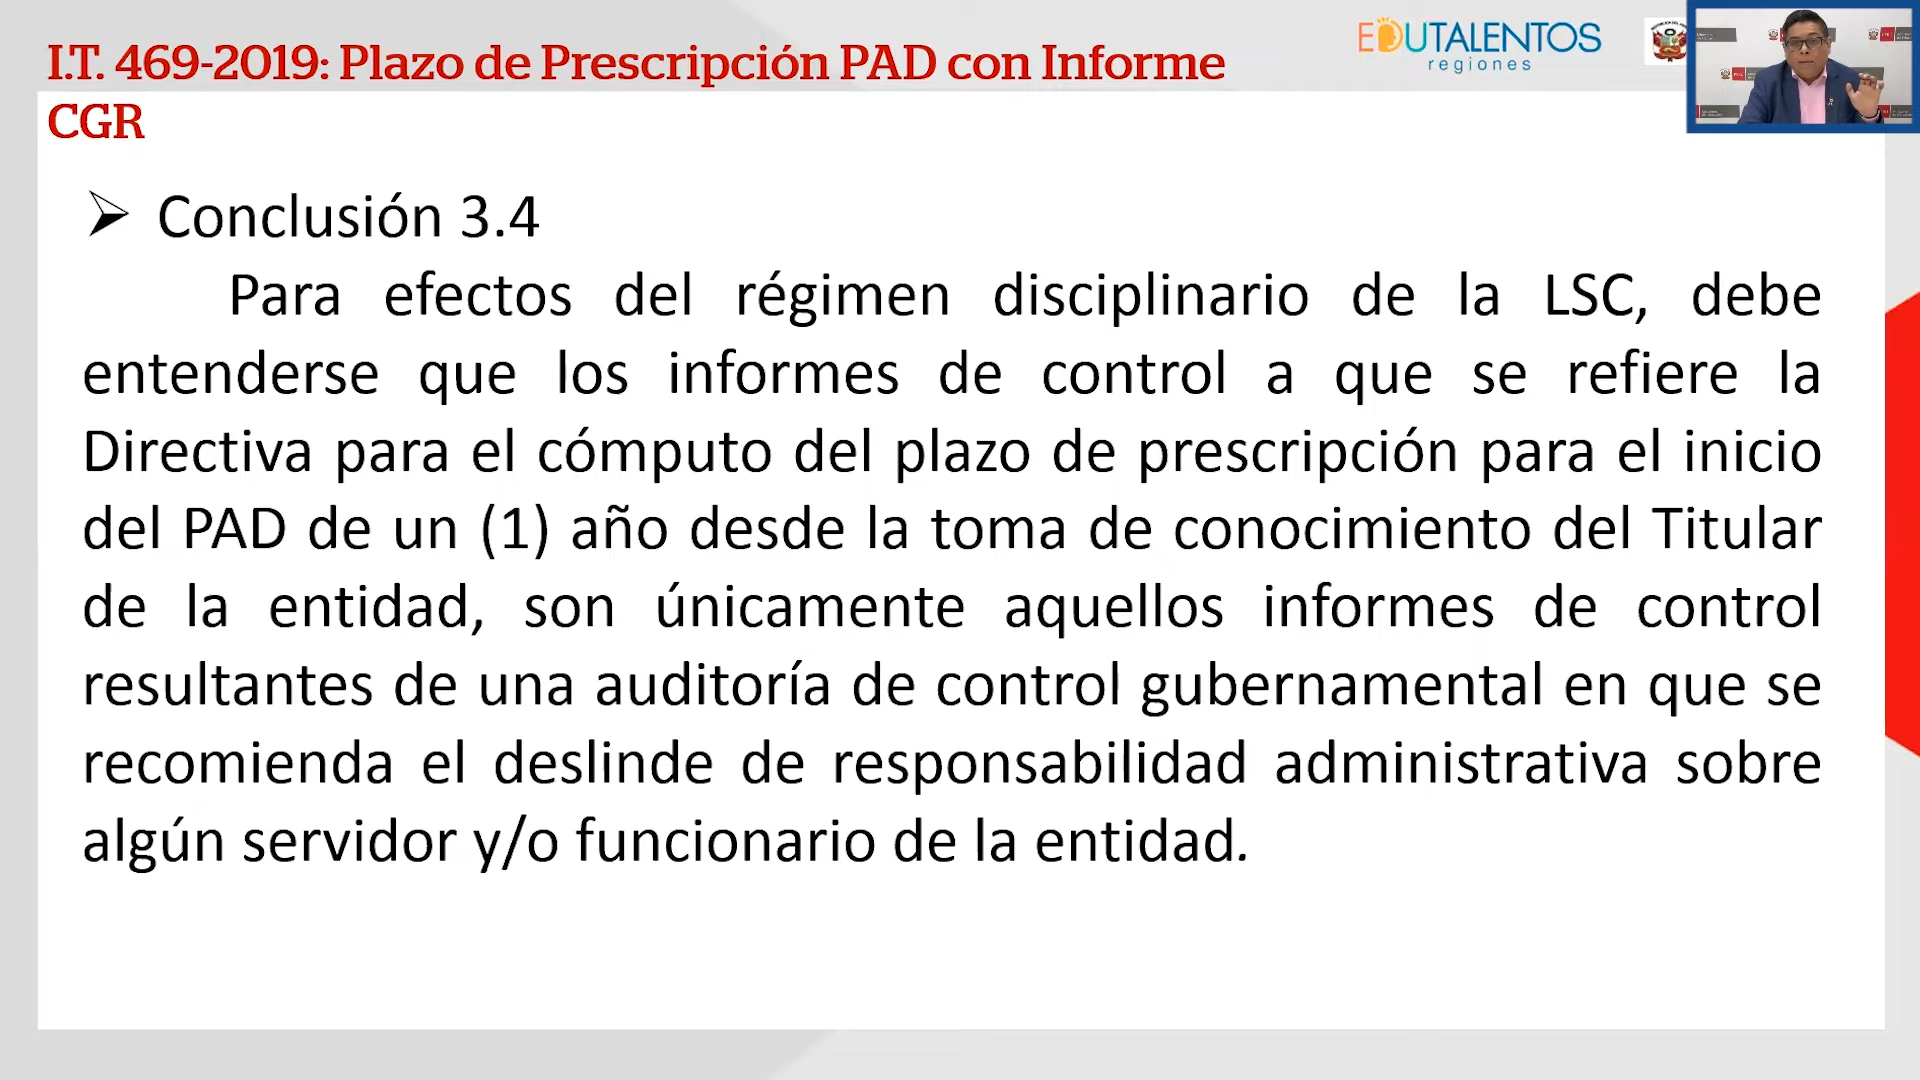 I.T. 469-2019: Plazo de Prescripción PAD con Informe
CGR
EDUTALENTOS
regiones
Conclusión 3.4
Para efectos del régimen disciplinario de la LSC, debe
entenderse que los informes de control a que se refiere la
Directiva para el cómputo del plazo de prescripción para el inicio
del PAD de un (1) año desde la toma de conocimiento del Titular
de la entidad, son únicamente aquellos informes de control
resultantes de una auditoría de control gubernamental en que se
recomienda el deslinde de responsabilidad administrativa sobre
algún servidor y/o funcionario de la entidad.